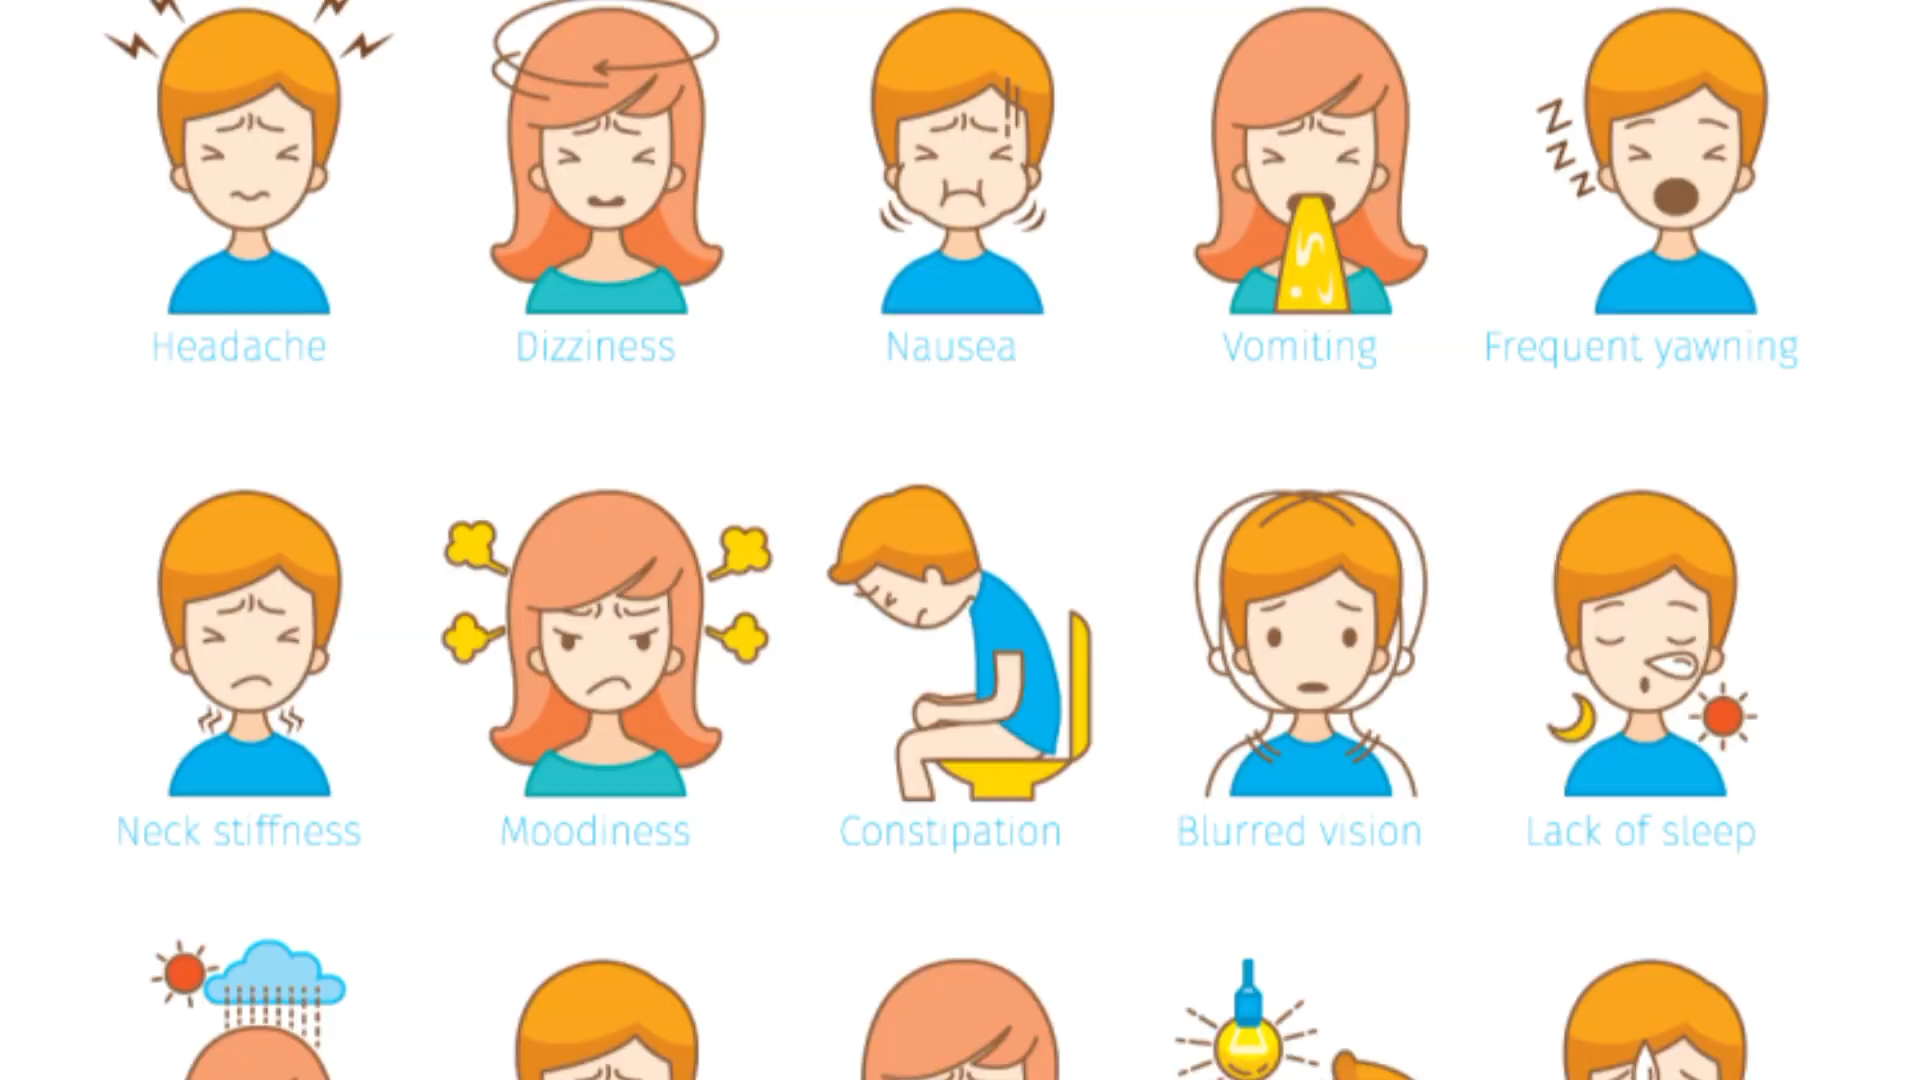 Headache
Dizziness
Nausea
Vomiting
Frequent yawning
Neck stiffness
Moodiness
Constipation
Blurred vision
Lack of sleep